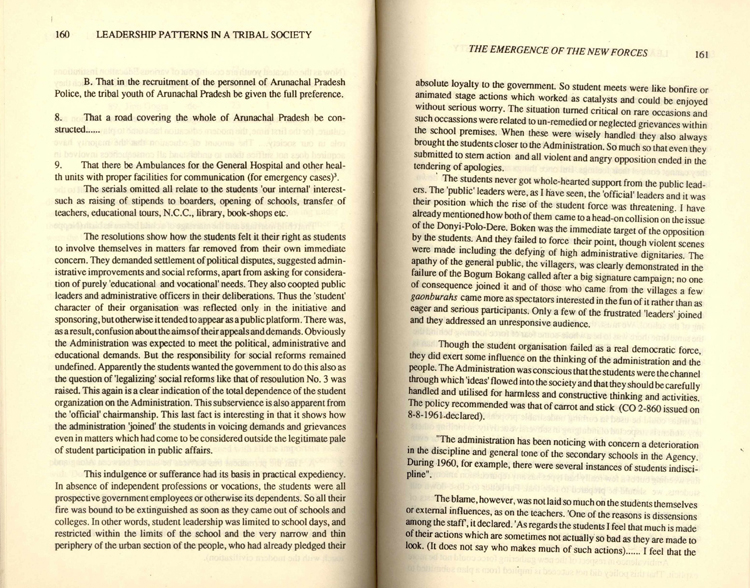 160 LEADERSHIP PATTERNS IN A TRIBAL SOCIETY
B. That in the recruitment of the personnel of Arunachal Pradesh
Police, the tribal youth of Arunachal Pradesh be given the full preference.
8. That a road covering the whole of Arunachal Pradesh be con-
structed......
9. That there be Ambulances for the General Hospital and other heal-
th units with proper facilities for communication (for emergency cases)³.
The serials omitted all relate to the students 'our internal' interest-
such as raising of stipends to boarders, opening of schools, transfer of
teachers, educational tours, N.C.C., library, book-shops etc.
The resolutions show how the students felt it their right as students
to involve themselves in matters far removed from their own immediate
concern. They demanded settlement of political disputes, suggested admin-
istrative improvements and social reforms, apart from asking for considera-
tion of purely 'educational and vocational' needs. They also coopted public
leaders and administrative officers in their deliberations. Thus the 'student'
character of their organisation was reflected only in the initiative and
sponsoring, but otherwise it tended to appear as a public platform. There was,
as a result, confusion about the aims of their appeals and demands. Obviously
the Administration was expected to meet the political, administrative and
educational demands. But the responsibility for social reforms remained
undefined. Apparently the students wanted the government to do this also as
the question of 'legalizing' social reforms like that of resoulution No. 3 was
raised. This again is a clear indication of the total dependence of the student
organization on the Administration. This subservience is also apparent from
the 'official' chairmanship. This last fact is interesting in that it shows how
the administration 'joined' the students in voicing demands and grievances
even in matters which had come to be considered outside the legitimate pale
of student participation in public affairs.
This indulgence or sufferance had its basis in practical expediency.
In absence of independent professions or vocations, the students were all
prospective government employees or otherwise its dependents. So all their
fire was bound to be extinguished as soon as they came out of schools and
colleges. In other words, student leadership was limited to school days, and
restricted within the limits of the school and the very narrow and thin
periphery of the urban section of the people, who had already pledged their
THE EMERGENCE OF THE NEW FORCES 161
absolute loyalty to the government. So student meets were like bonfire or
animated stage actions which worked as catalysts and could be enjoyed
without serious worry. The situation turned critical on rare occasions and
such occassions were related to un-remedied or neglected grievances within
the school premises. When these were wisely handled they also always
brought the students closer to the Administration. So much so that even they
submitted to stern action and all violent and angry opposition ended in the
tendering of apologies.
The students never got whole-hearted support from the public lead-
ers. The 'public' leaders were, as I have seen, the 'official' leaders and it was
their position which the rise of the student force was threatening. I have
already mentioned how both of them came to a head-on collision on the issue
of the Donyi-Polo-Dere. Boken was the immediate target of the opposition
by the students. And they failed to force their point, though violent scenes
were made including the defying of high administrative dignitaries. The
apathy of the general public, the villagers, was clearly demonstrated in the
failure of the Bogum Bokang called after a big signature campaign; no one
of consequence joined it and of those who came from the villages a few
gaonburahs came more as spectators interested in the fun of it rather than as
eager and serious participants. Only a few of the frustrated 'leaders' joined
and they addressed an unresponsive audience.
Though the student organisation failed as a real democratic force,
they did exert some influence on the thinking of the administration and the
people. The Administration was conscious that the students were the channel
through which 'ideas' flowed into the society and that they should be carefully
handled and utilised for harmless and constructive thinking and activities.
The policy recommended was that of carrot and stick (CO 2-860 issued on
8-8-1961-declared).
"The administration has been noticing with concern a deterioration
in the discipline and general tone of the secondary schools in the Agency.
During 1960, for example, there were several instances of students indisci-
pline".
The blame, however, was not laid so much on the students themselves
or external influences, as on the teachers. 'One of the reasons is dissensions
among the staff', it declared. 'As regards the students I feel that much is made
of their actions which are sometimes not actually so bad as they are made to
look. (It does not say who makes much of such actions)...... I feel that the